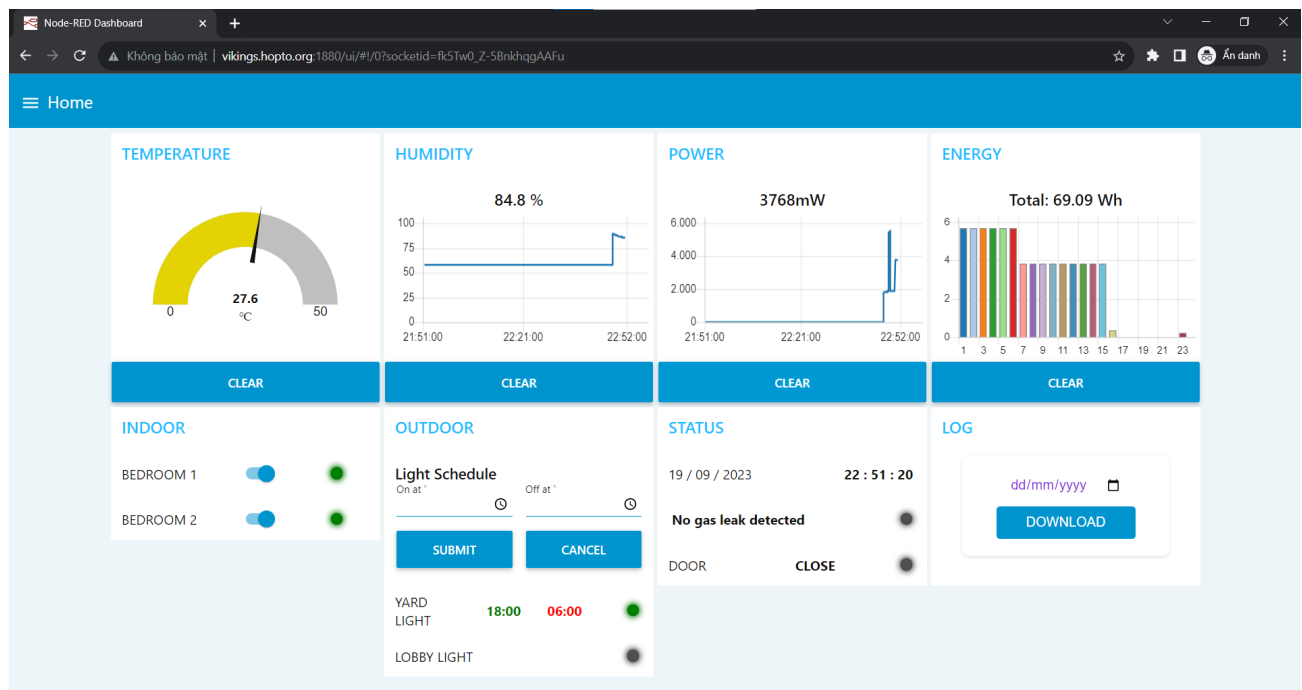 Node-RED Dashboard
Không bảo mật | vikings.hopto.org:1880/ui/#!/0?socketid=fk5Tw0_Z-5BnkhqgAAFu
Ẩn danh
Home
TEMPERATURE
27.6
°C
0
50
CLEAR
HUMIDITY
84.8 %
100
75
50
25
0
21:51:00 22:21:00 22:52:00
CLEAR
POWER
3768mW
6.000
4.000
2.000
0
21:51:00 22:21:00 22:52:00
CLEAR
ENERGY
Total: 69.09 Wh
6
4
2
0
1 3 5 7 9 11 13 15 17 19 21 23
CLEAR
INDOOR
BEDROOM 1
BEDROOM 2
OUTDOOR
Light Schedule
On at * Off at *
SUBMIT CANCEL
YARD
LIGHT 18:00 06:00
LOBBY LIGHT
STATUS
19 / 09 / 2023 22 : 51 : 20
No gas leak detected
DOOR CLOSE
LOG
dd/mm/yyyy
DOWNLOAD